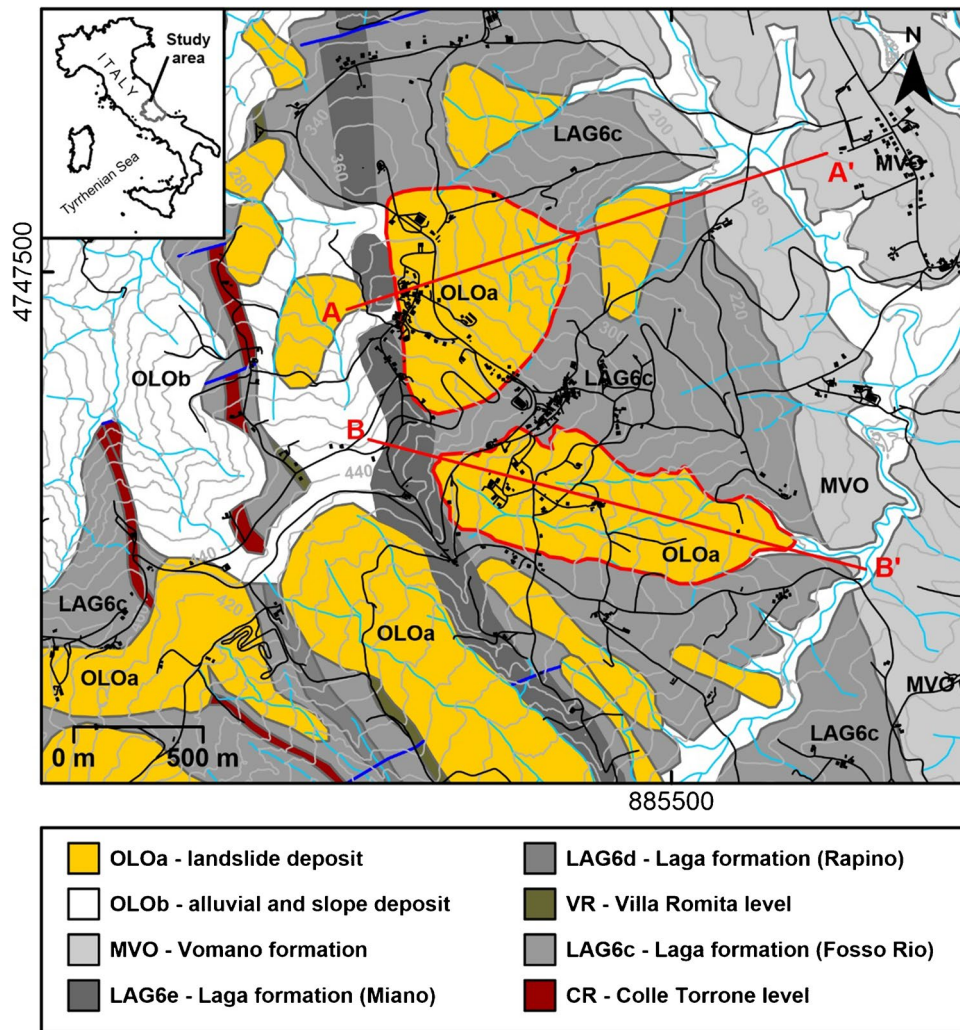 Study
area
ITALY
Tyrrhenian Sea
N
340
360
200
LAG6c
MVO
A'
280
180
4747500
A
OLOa
220
300
OLOb
LAG6c
B
440
MVO
OLOa
B'
440
LAG6c
420
OLOa
OLOa
MVO
LAG6c
0 m 500 m
885500
OLOa - landslide deposit
OLOb - alluvial and slope deposit
MVO - Vomano formation
LAG6e - Laga formation (Miano)
LAG6d - Laga formation (Rapino)
VR - Villa Romita level
LAG6c - Laga formation (Fosso Rio)
CR - Colle Torrone level